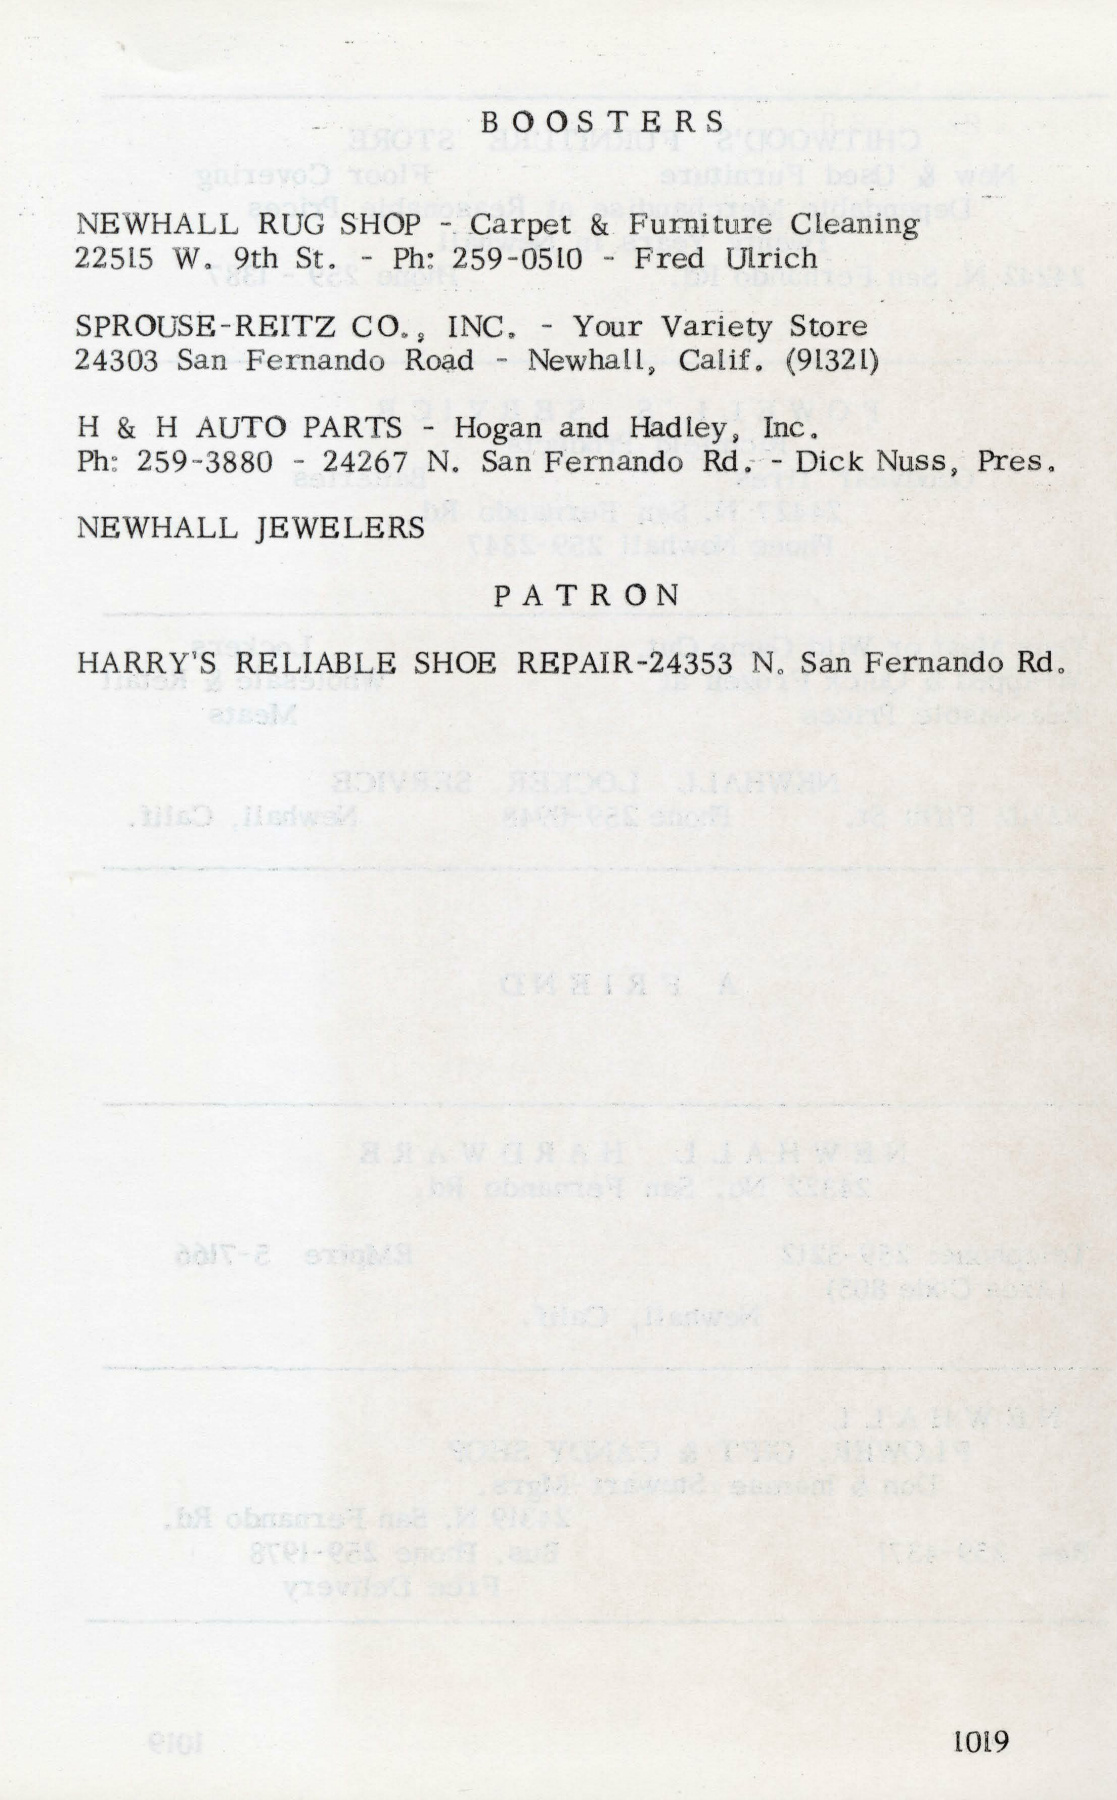 BOOSTERS
NEWHALL RUG SHOP - Carpet & Furniture Cleaning
22515 W. 9th St. - Ph: 259-0510 - Fred Ulrich
SPROUSE-REITZ CO., INC. - Your Variety Store
24303 San Fernando Road - Newhall, Calif. (91321)
H & H AUTO PARTS - Hogan and Hadley, Inc.
Ph: 259-3880 - 24267 N. San Fernando Rd. - Dick Nuss, Pres.
NEWHALL JEWELERS
PATRON
HARRY'S RELIABLE SHOE REPAIR-24353 N. San Fernando Rd.
1019